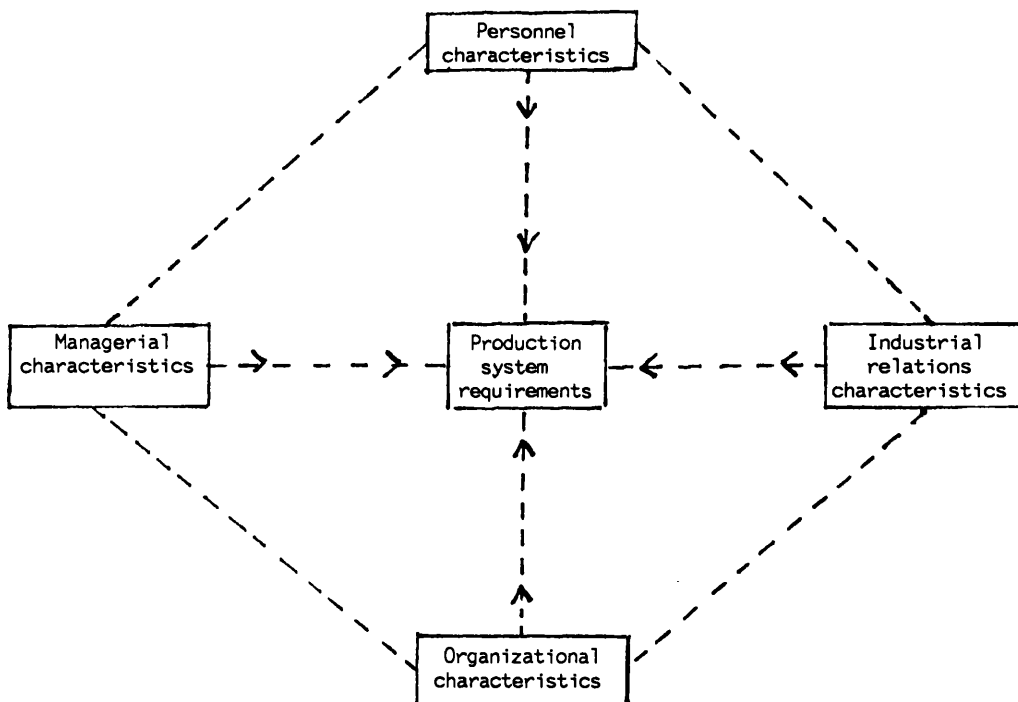 Personnel
characteristics
Managerial
characteristics
Production
system
requirements
Industrial
relations
characteristics
Organizational
characteristics